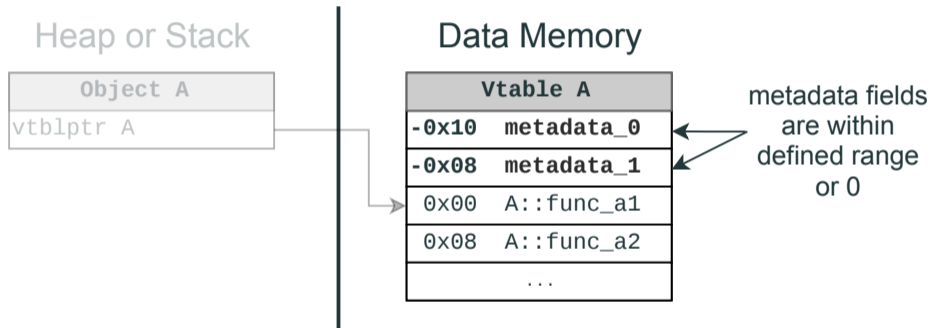 Heap or Stack
Object A
vtblptr A
Data Memory
Vtable A
-0x10 metadata_0
-0x08 metadata_1
0x00 A::func_a1
0x08 A::func_a2
...
metadata fields
are within
defined range
or 0